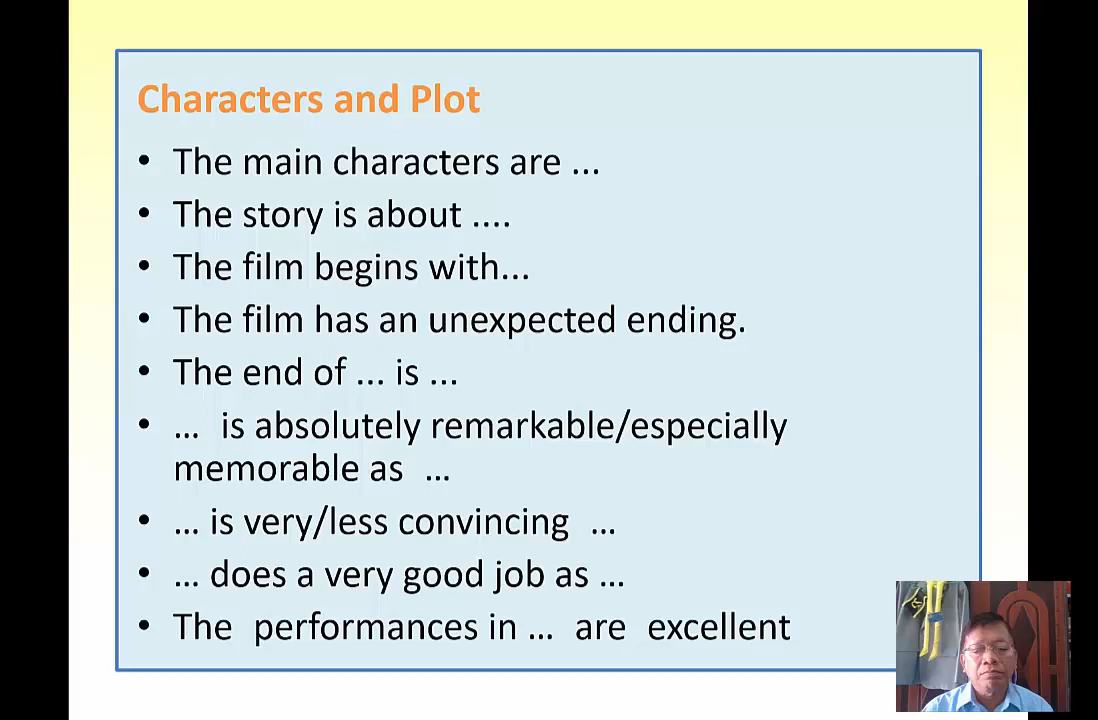 Characters and Plot
• The main characters are ...
• The story is about ....
• The film begins with...
• The film has an unexpected ending.
• The end of ... is ...
• ... is absolutely remarkable/especially
memorable as ...
• ... is very/less convincing ...
• ... does a very good job as ...
• The performances in ... are excellent